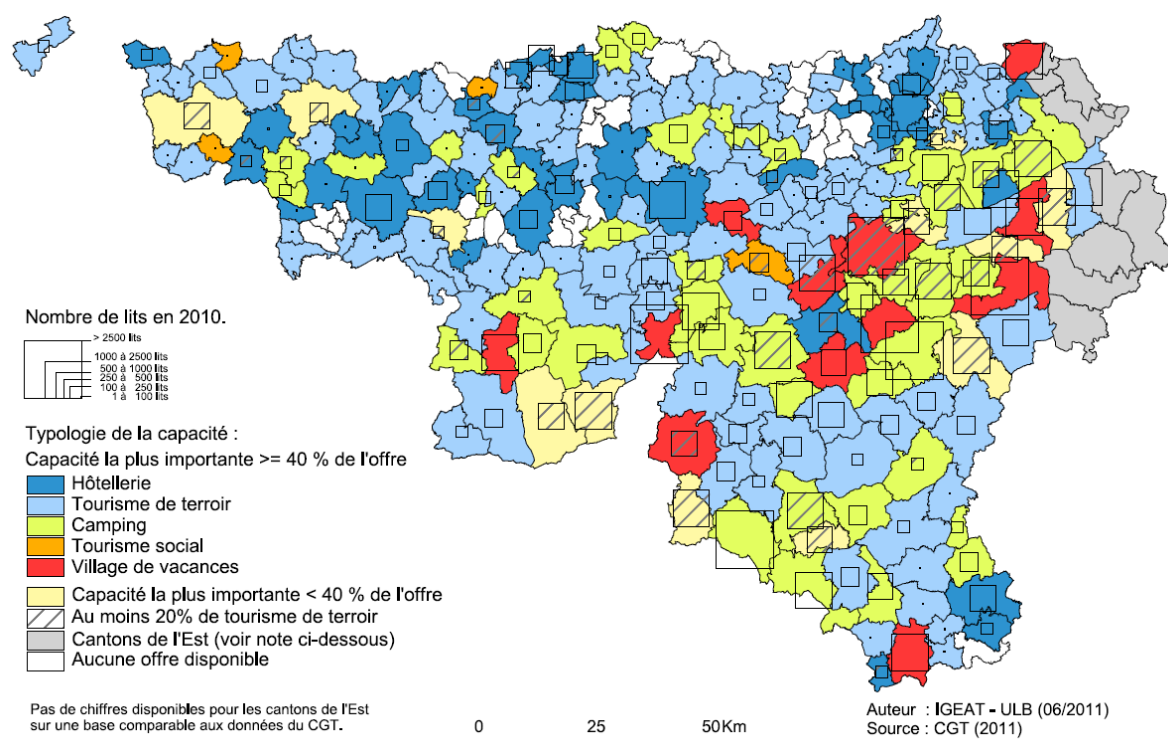 Nombre de lits en 2010.
> 2500 lits
1000 à 2500 lits
500 à 1000 lits
250 à 500 lits
100 à 250 lits
1 à 100 lits
Typologie de la capacité :
Capacité la plus importante >= 40 % de l'offre
Hôtellerie
Tourisme de terroir
Camping
Tourisme social
Village de vacances
Capacité la plus importante < 40 % de l'offre
Au moins 20% de tourisme de terroir
Cantons de l'Est (voir note ci-dessous)
Aucune offre disponible
Pas de chiffres disponibles pour les cantons de l'Est
sur une base comparable aux données du CGT.
0 25 50Km
Auteur : IGEAT - ULB (06/2011)
Source : CGT (2011)